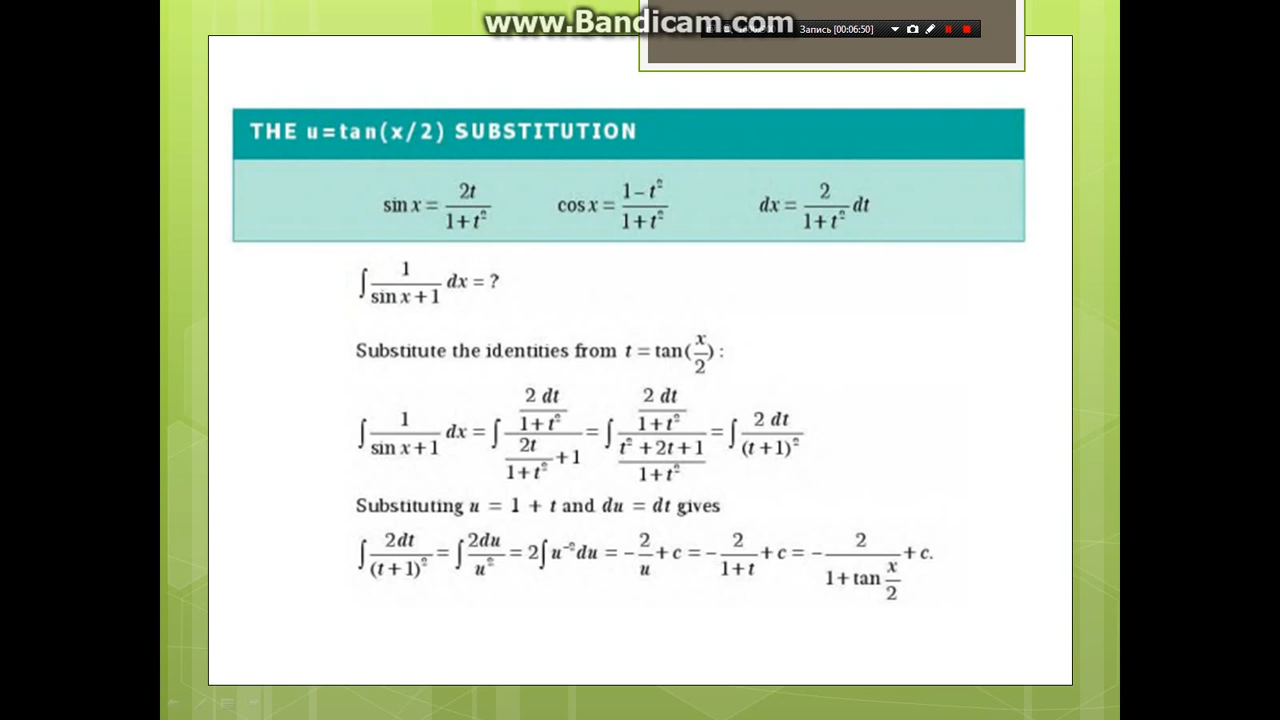 www.Bandicam.com
Запись [00:06:50]
THE u=tan(x/2) SUBSTITUTION
sin x = 2t/(1+t²) cos x = (1−t²)/(1+t²) dx = 2/(1+t²) dt
∫ 1/(sin x+1) dx = ?
Substitute the identities from t = tan(x/2) :
∫ 1/(sin x+1) dx = ∫ (2 dt/(1+t²))/(2t/(1+t²) +1) = ∫ (2 dt/(1+t²))/((t²+2t+1)/(1+t²)) = ∫ 2 dt/(t+1)²
Substituting u = 1 + t and du = dt gives
∫ 2dt/(t+1)² = ∫ 2du/u² = 2∫ u⁻² du = − 2/u + c = − 2/(1+t) + c = − 2/(1+tan x/2) + c.